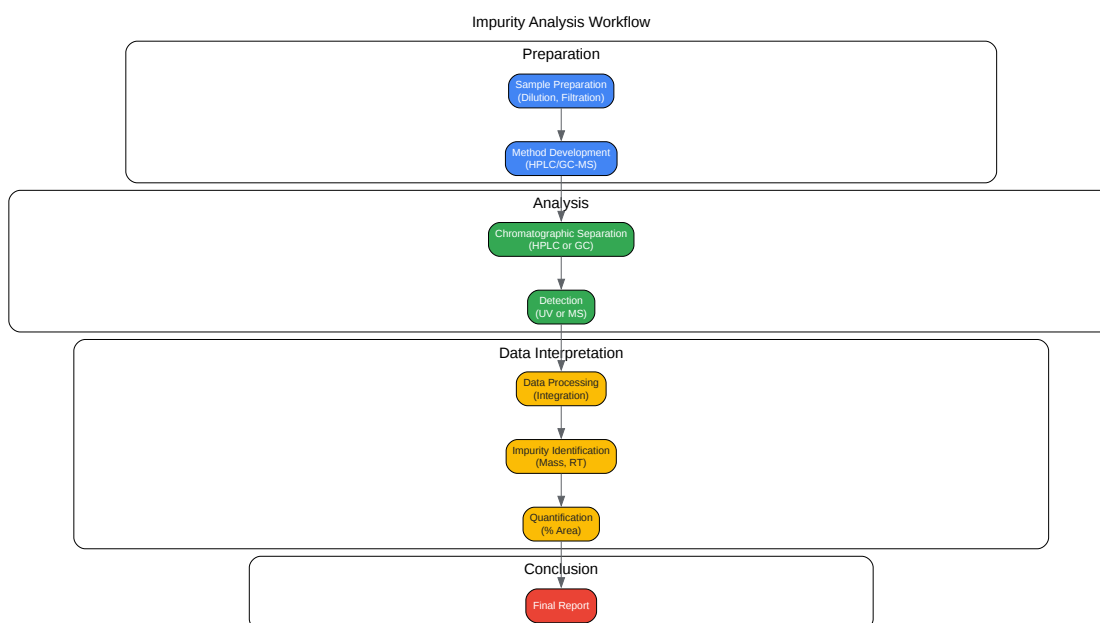 Impurity Analysis Workflow
Preparation
Sample Preparation
(Dilution, Filtration)
Method Development
(HPLC/GC-MS)
Analysis
Chromatographic Separation
(HPLC or GC)
Detection
(UV or MS)
Data Interpretation
Data Processing
(Integration)
Impurity Identification
(Mass, RT)
Quantification
(% Area)
Conclusion
Final Report